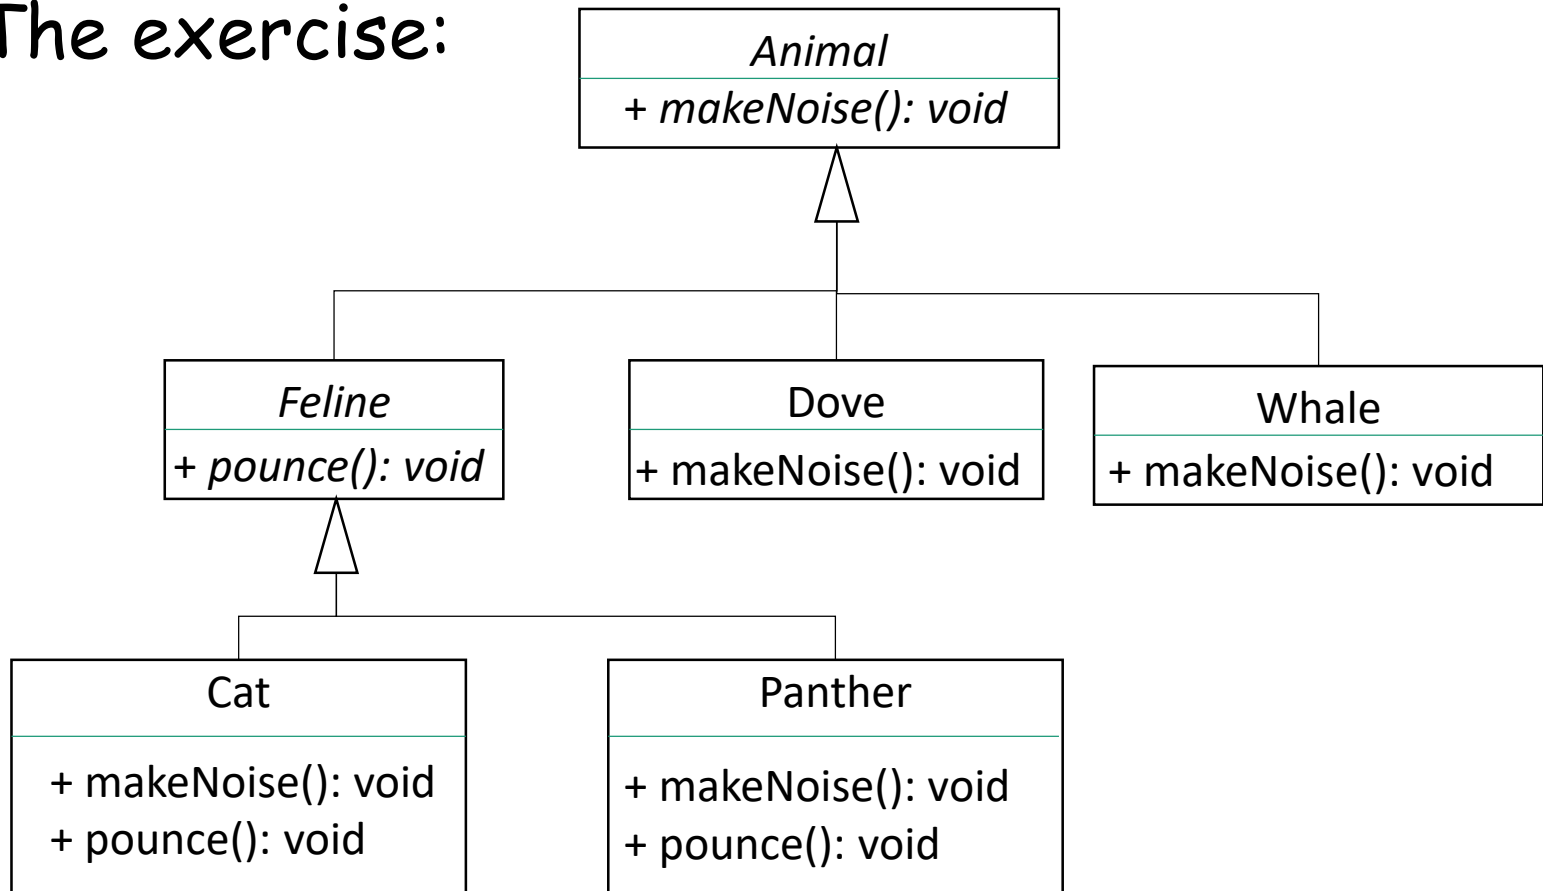 The exercise:
Animal
+ makeNoise(): void
Feline
+ pounce(): void
Dove
+ makeNoise(): void
Whale
+ makeNoise(): void
Cat
+ makeNoise(): void
+ pounce(): void
Panther
+ makeNoise(): void
+ pounce(): void